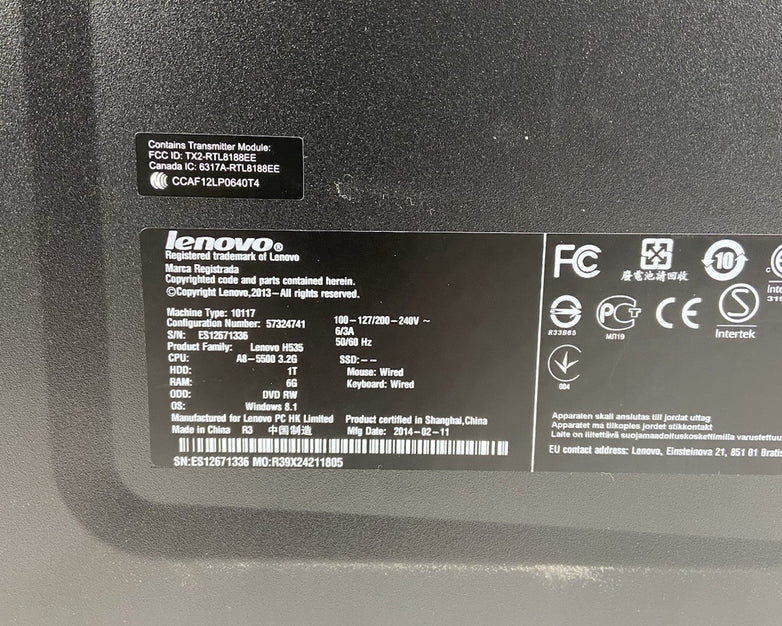 Contains Transmitter Module:
FCC ID: TX2-RTL8188EE
Canada IC: 6317A-RTL8188EE
CCAF12LP0640T4
lenovo®
Registered trademark of Lenovo
Marca Registrada
Copyrighted code and parts contained herein.
©Copyright Lenovo,2013-All rights reserved.
Machine Type: 10117
Configuration Number: 57324741
S/N: ES12671336
Product Family: Lenovo H535
CPU: A8-5500 3.2G
HDD: 1T
RAM: 6G
ODD: DVD RW
OS: Windows 8.1
100-127/200-240V ~
6/3A
50/60 Hz
SSD:--
Mouse: Wired
Keyboard: Wired
Manufactured for Lenovo PC HK Limited Product certified in Shanghai,China
Made in China R3 中国制造 Mfg Date: 2014-02-11
SN:ES12671336 MO:R39X24211805
FC
廢電池請回收
10
R33B65
PCT
МЛ19
CE
S
Intertek
004
Apparaten skall anslutas till jordat uttag
Apparatet må tilkoples jordet stikkontakt
Laite on liitettävä suojamaadoituskoskettimilla
EU contact address: Lenovo, Einsteinova 21, 851 01